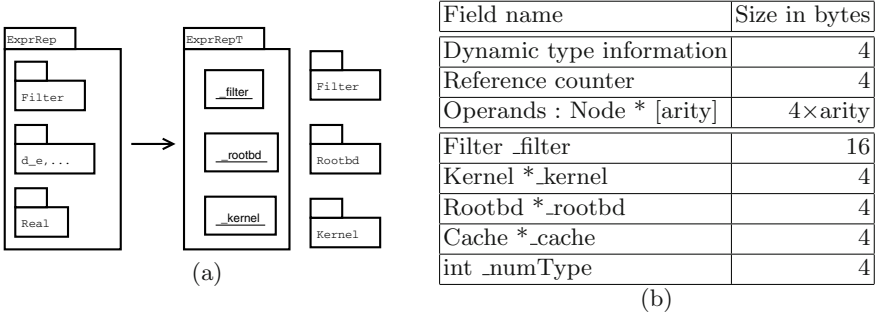 ExprRep
Filter
d_e,...
Real
ExprRepT
_filter
_rootbd
_kernel
Filter
Rootbd
Kernel
(a)
Field name Size in bytes
Dynamic type information 4
Reference counter 4
Operands : Node * [arity] 4×arity
Filter _filter 16
Kernel *_kernel 4
Rootbd *_rootbd 4
Cache *_cache 4
int _numType 4
(b)